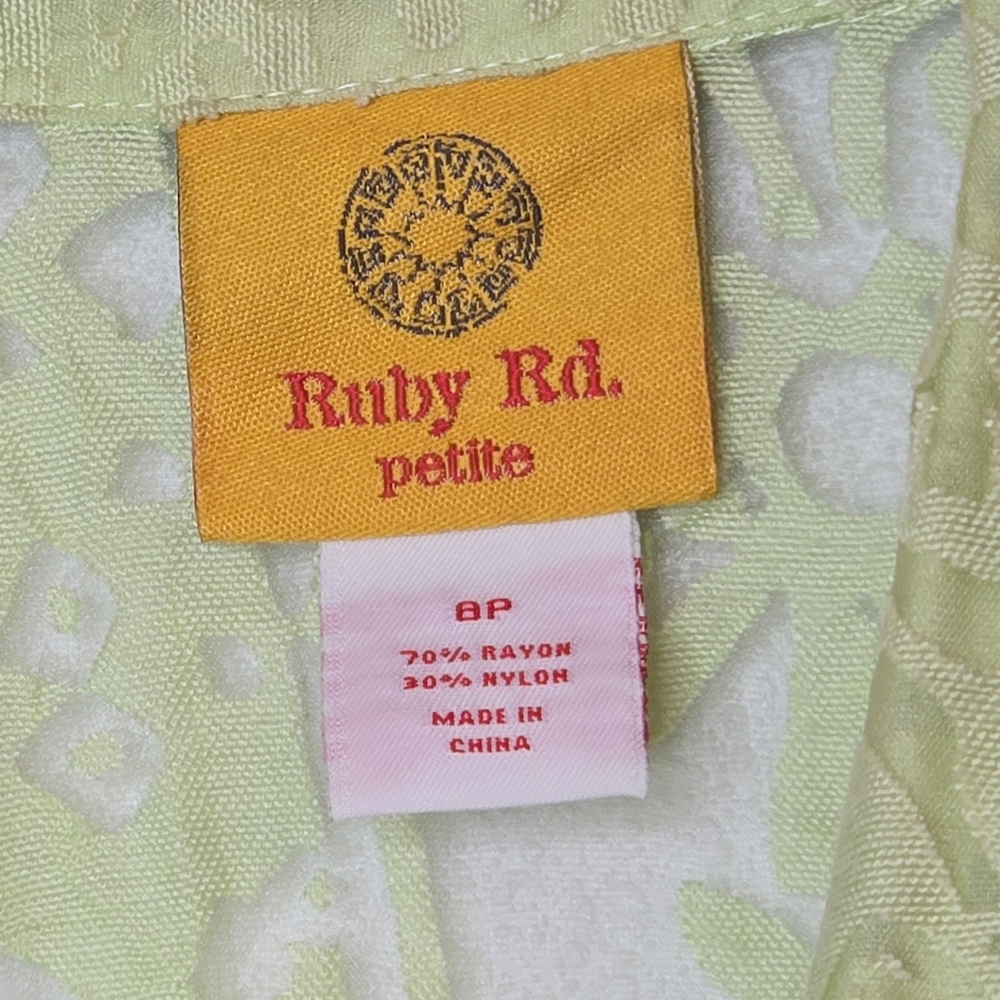 Ruby Rd.
petite
8P
70% RAYON
30% NYLON
MADE IN
CHINA